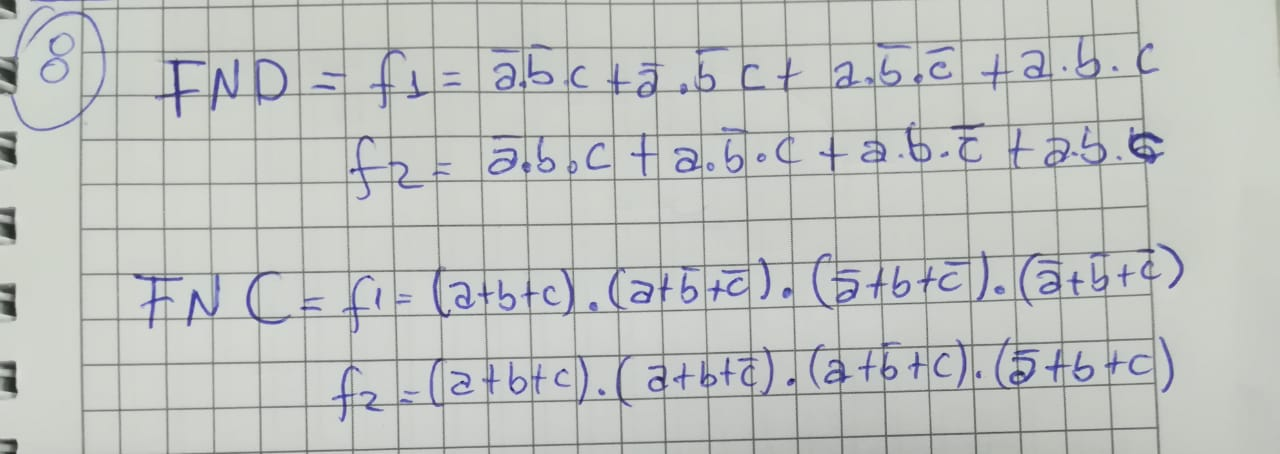 8
FND = f1 = a̅.b̅.c + a̅.b̅ c + a.b̅.c̅ + a.b.c
f2 = a̅.b.c + a.b̅.c + a.b.c̅ + a.b.c
FNC = f1 = (a+b+c).(a+b̅+c̅).(a̅+b+c̅).(a̅+b̅+c̅)
f2 = (a+b+c).(a+b+c̅).(a+b̅+c).(a̅+b+c)